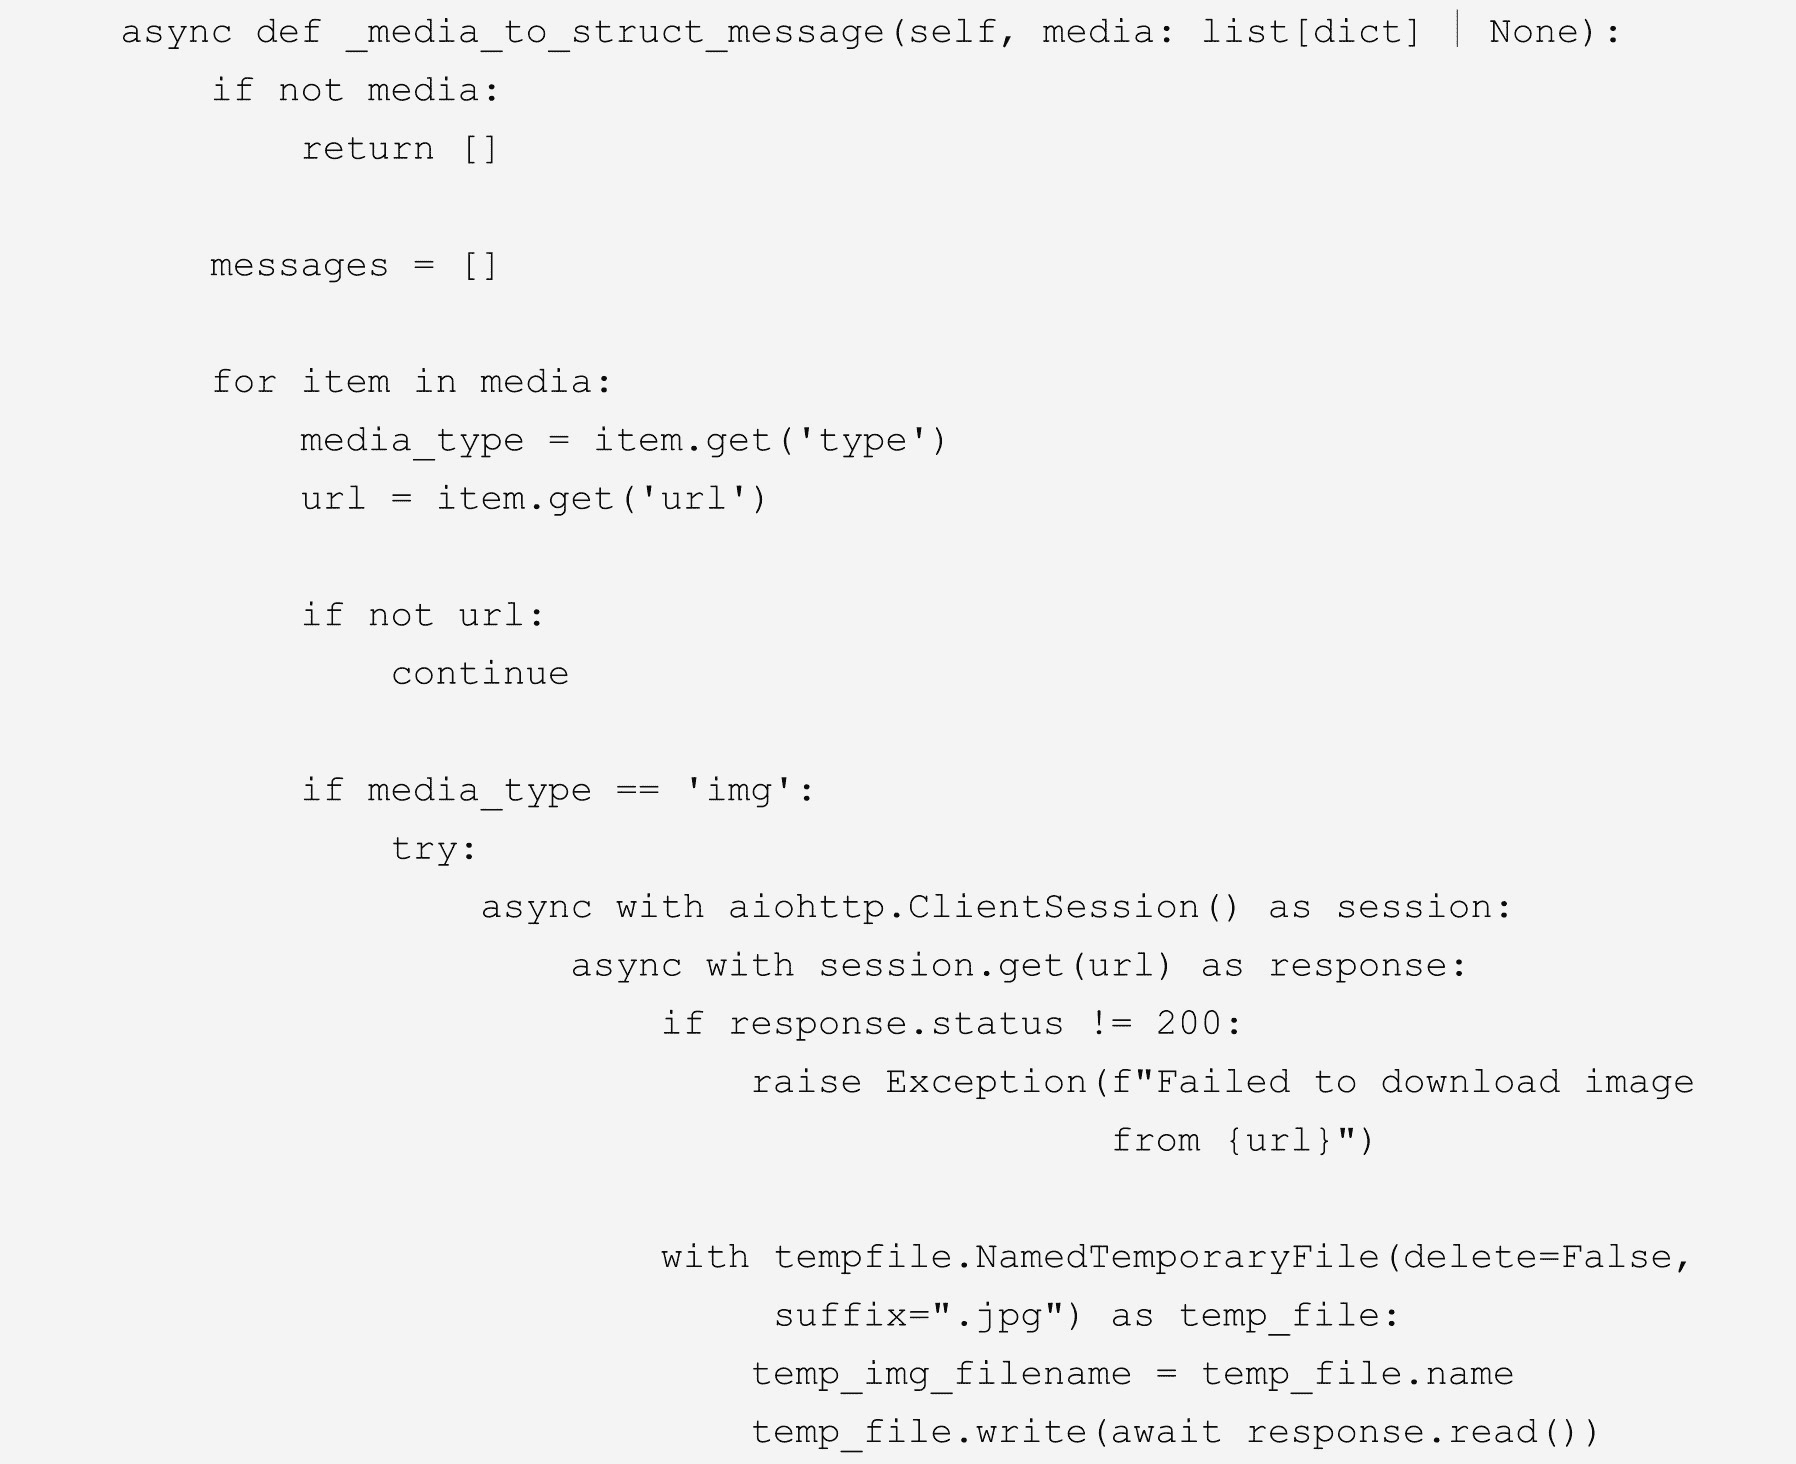 async def _media_to_struct_message(self, media: list[dict] | None):
    if not media:
        return []

    messages = []

    for item in media:
        media_type = item.get('type')
        url = item.get('url')

        if not url:
            continue

        if media_type == 'img':
            try:
                async with aiohttp.ClientSession() as session:
                    async with session.get(url) as response:
                        if response.status != 200:
                            raise Exception(f"Failed to download image
                                            from {url}")

                        with tempfile.NamedTemporaryFile(delete=False,
                             suffix=".jpg") as temp_file:
                            temp_img_filename = temp_file.name
                            temp_file.write(await response.read())